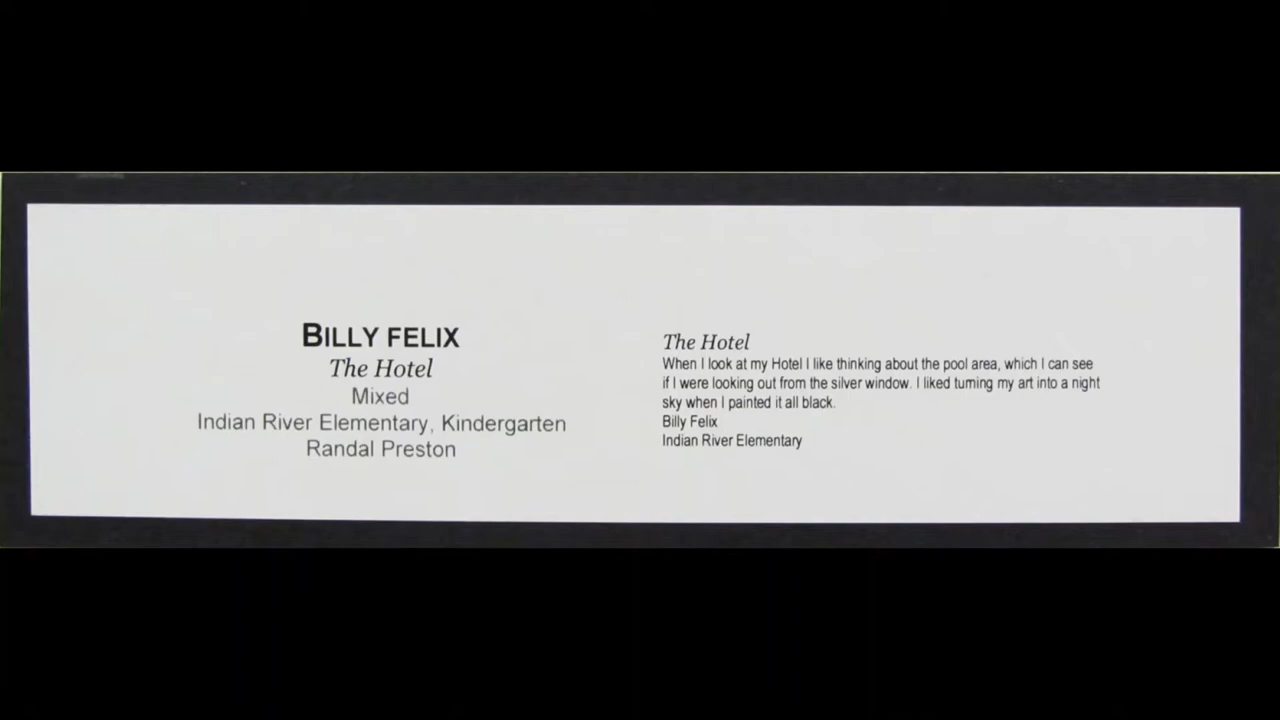 BILLY FELIX
The Hotel
Mixed
Indian River Elementary, Kindergarten
Randal Preston
The Hotel
When I look at my Hotel I like thinking about the pool area, which I can see
if I were looking out from the silver window. I liked turning my art into a night
sky when I painted it all black.
Billy Felix
Indian River Elementary